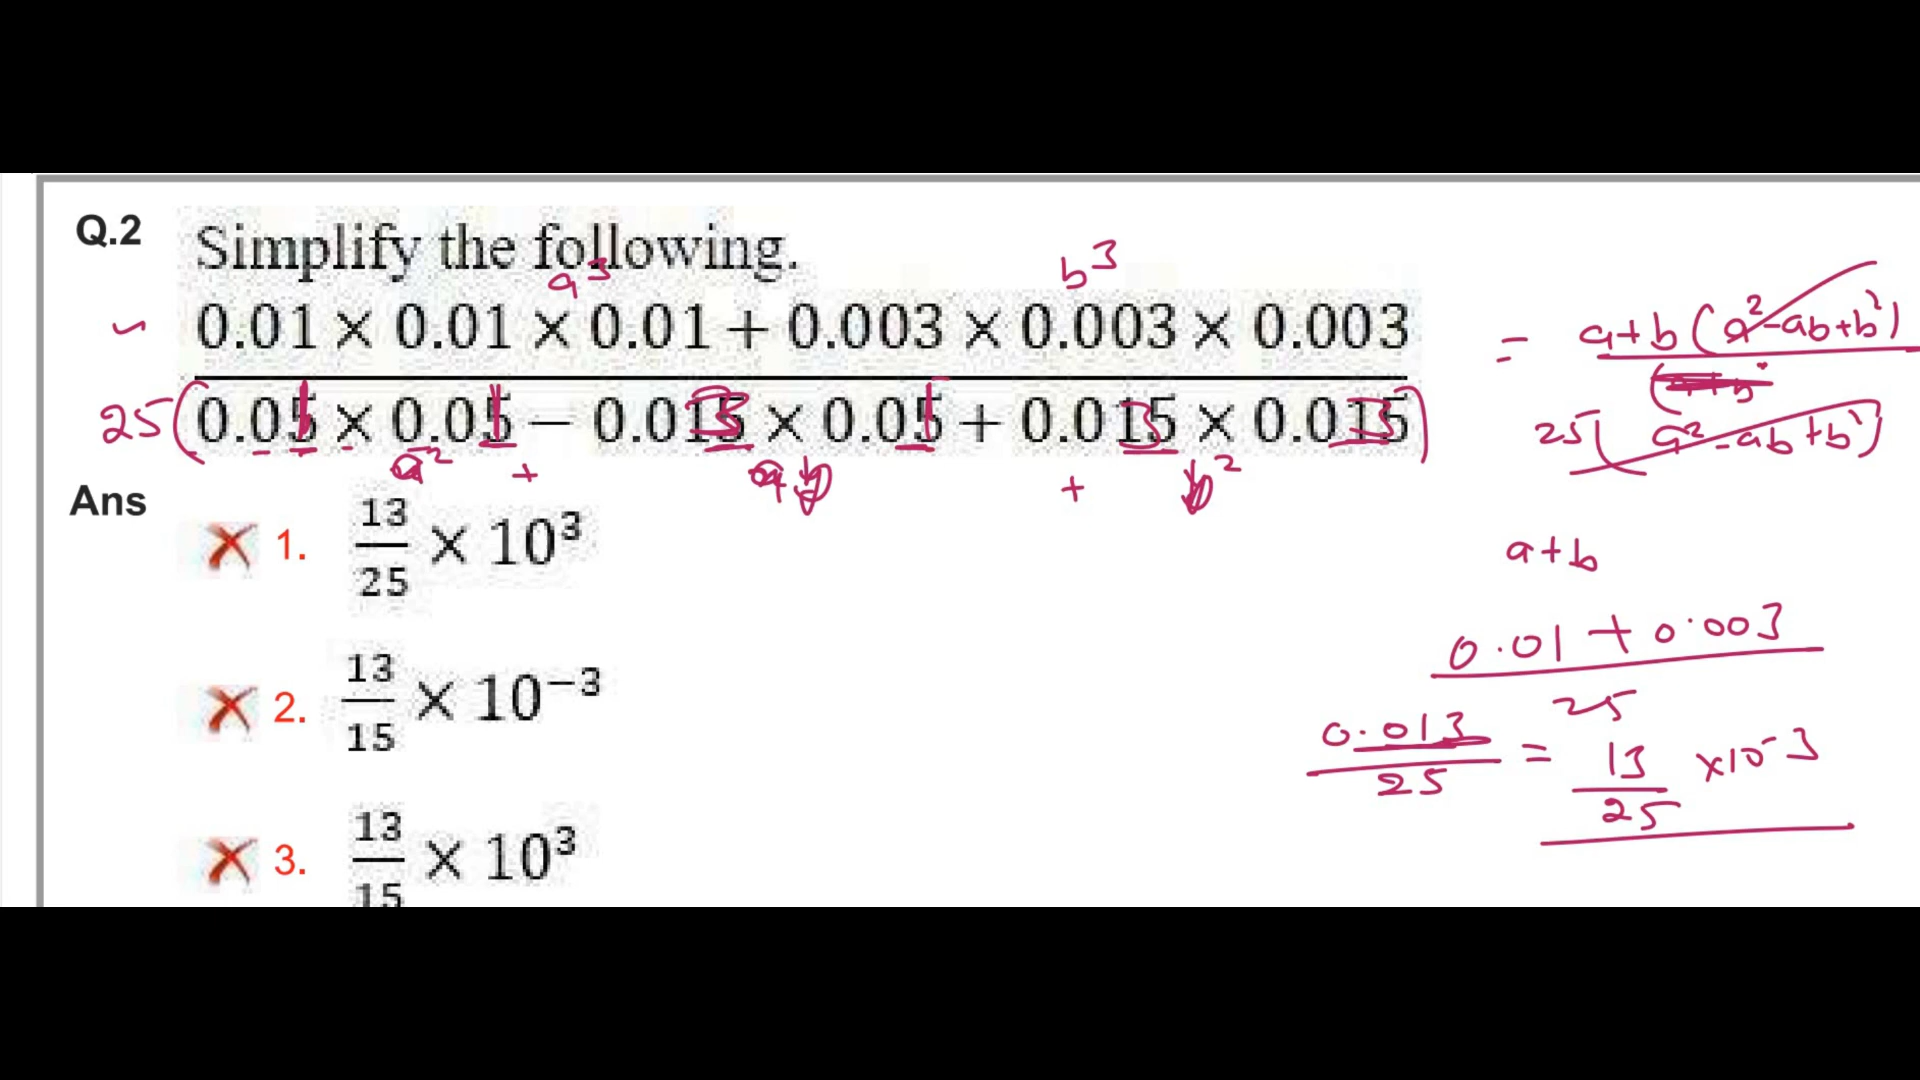 Q.2 Simplify the following.
a³ b³
0.01 × 0.01 × 0.01 + 0.003 × 0.003 × 0.003
25( 0.05 × 0.05 − 0.015 × 0.05 + 0.015 × 0.015 )
a² + ab + b²
= a+b (a²-ab+b²)
25( a²-ab+b²)
Ans
1. 13/25 × 10³
2. 13/15 × 10⁻³
3. 13/15 × 10³
a+b
0.01 + 0.003
25
0.013/25 = 13/25 ×10⁻³